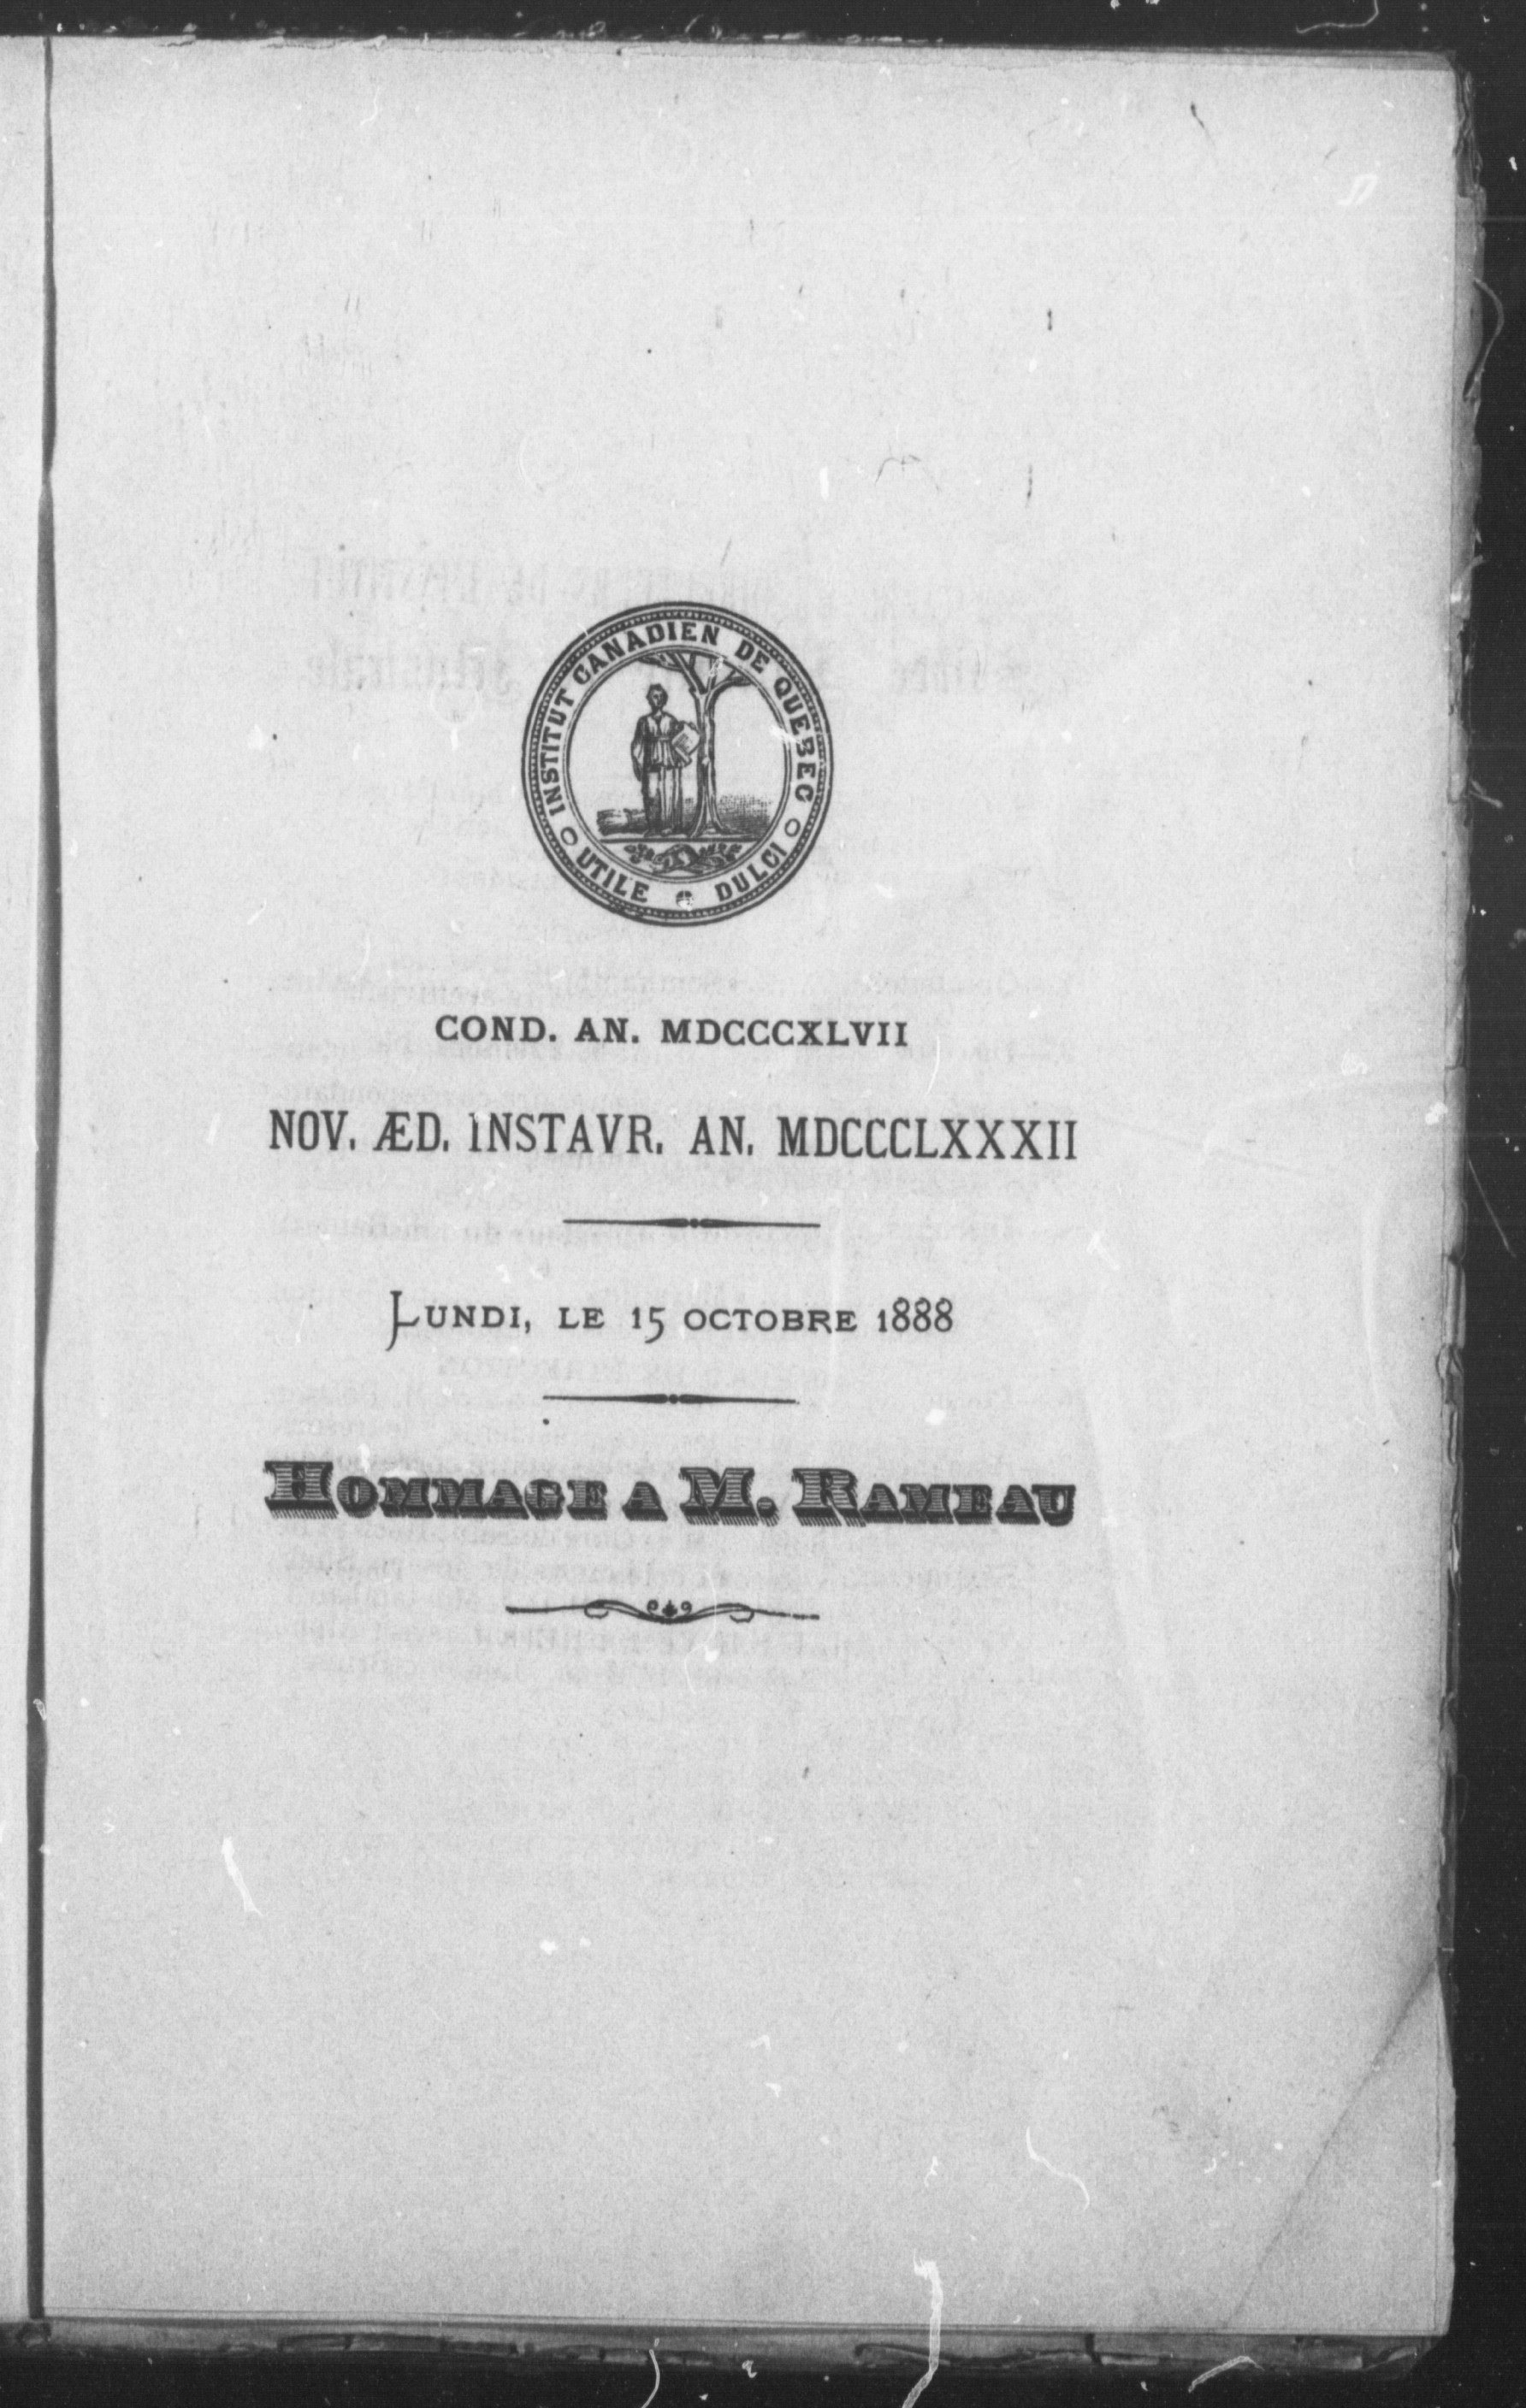 INSTITUT CANADIEN DE QUEBEC
UTILE DULCI
COND. AN. MDCCCXLVII
NOV. ÆD. INSTAVR. AN. MDCCCLXXXII
LUNDI, LE 15 OCTOBRE 1888
HOMMAGE A M. RAMEAU